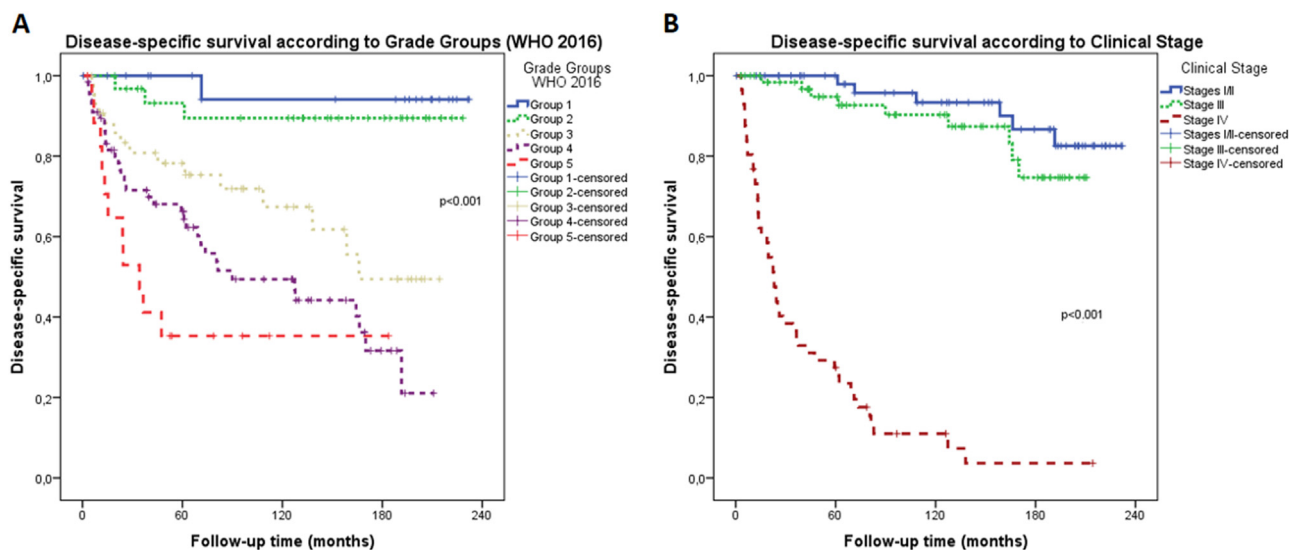 A
Disease-specific survival according to Grade Groups (WHO 2016)
Disease-specific survival
1,0
0,8
0,6
0,4
0,2
0,0
0
60
120
180
240
Follow-up time (months)
p<0.001
Grade Groups
WHO 2016
Group 1
Group 2
Group 3
Group 4
Group 5
Group 1-censored
Group 2-censored
Group 3-censored
Group 4-censored
Group 5-censored
B
Disease-specific survival according to Clinical Stage
Disease-specific survival
1,0
0,8
0,6
0,4
0,2
0,0
0
60
120
180
240
Follow-up time (months)
p<0.001
Clinical Stage
Stages I/II
Stage III
Stage IV
Stages I/II-censored
Stage III-censored
Stage IV-censored